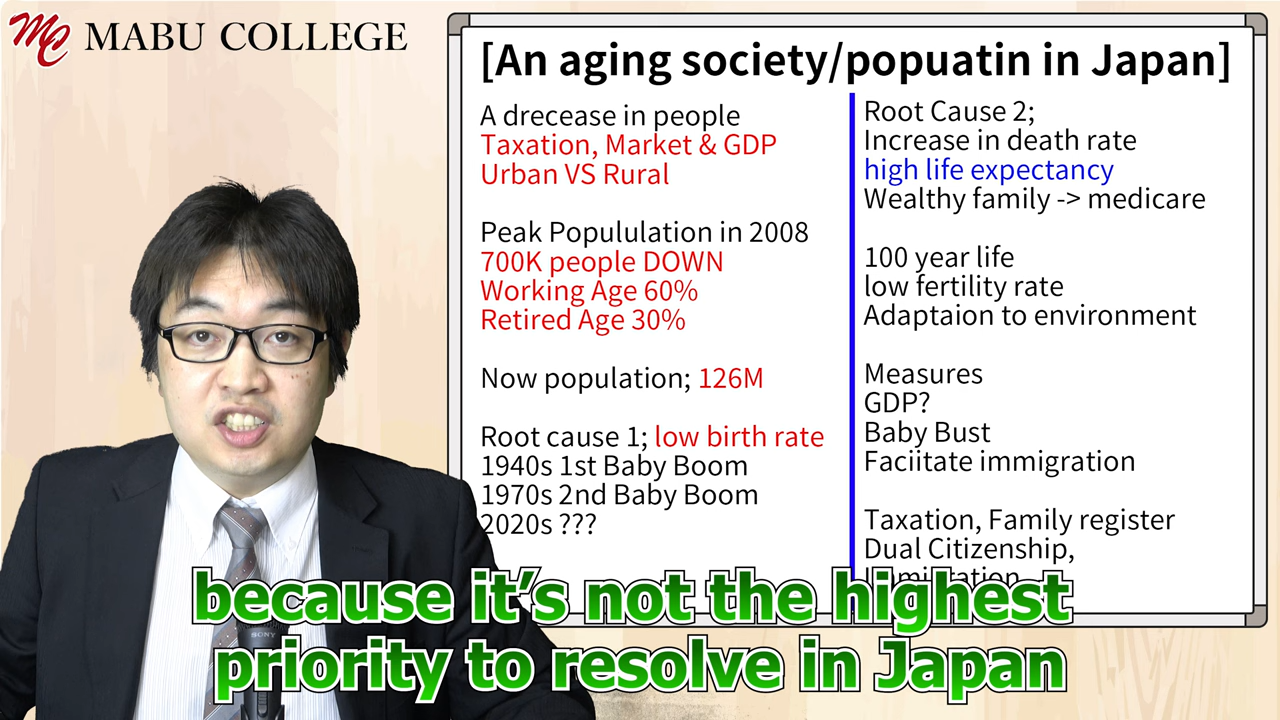 MC MABU COLLEGE
[An aging society/popuatin in Japan]
A drecease in people
Taxation, Market & GDP
Urban VS Rural
Peak Popululation in 2008
700K people DOWN
Working Age 60%
Retired Age 30%
Now population; 126M
Root cause 1; low birth rate
1940s 1st Baby Boom
1970s 2nd Baby Boom
2020s ???
Root Cause 2;
Increase in death rate
high life expectancy
Wealthy family -> medicare
100 year life
low fertility rate
Adaptaion to environment
Measures
GDP?
Baby Bust
Faciitate immigration
Taxation, Family register
Dual Citizenship,
because it's not the highest
priority to resolve in Japan
SONY